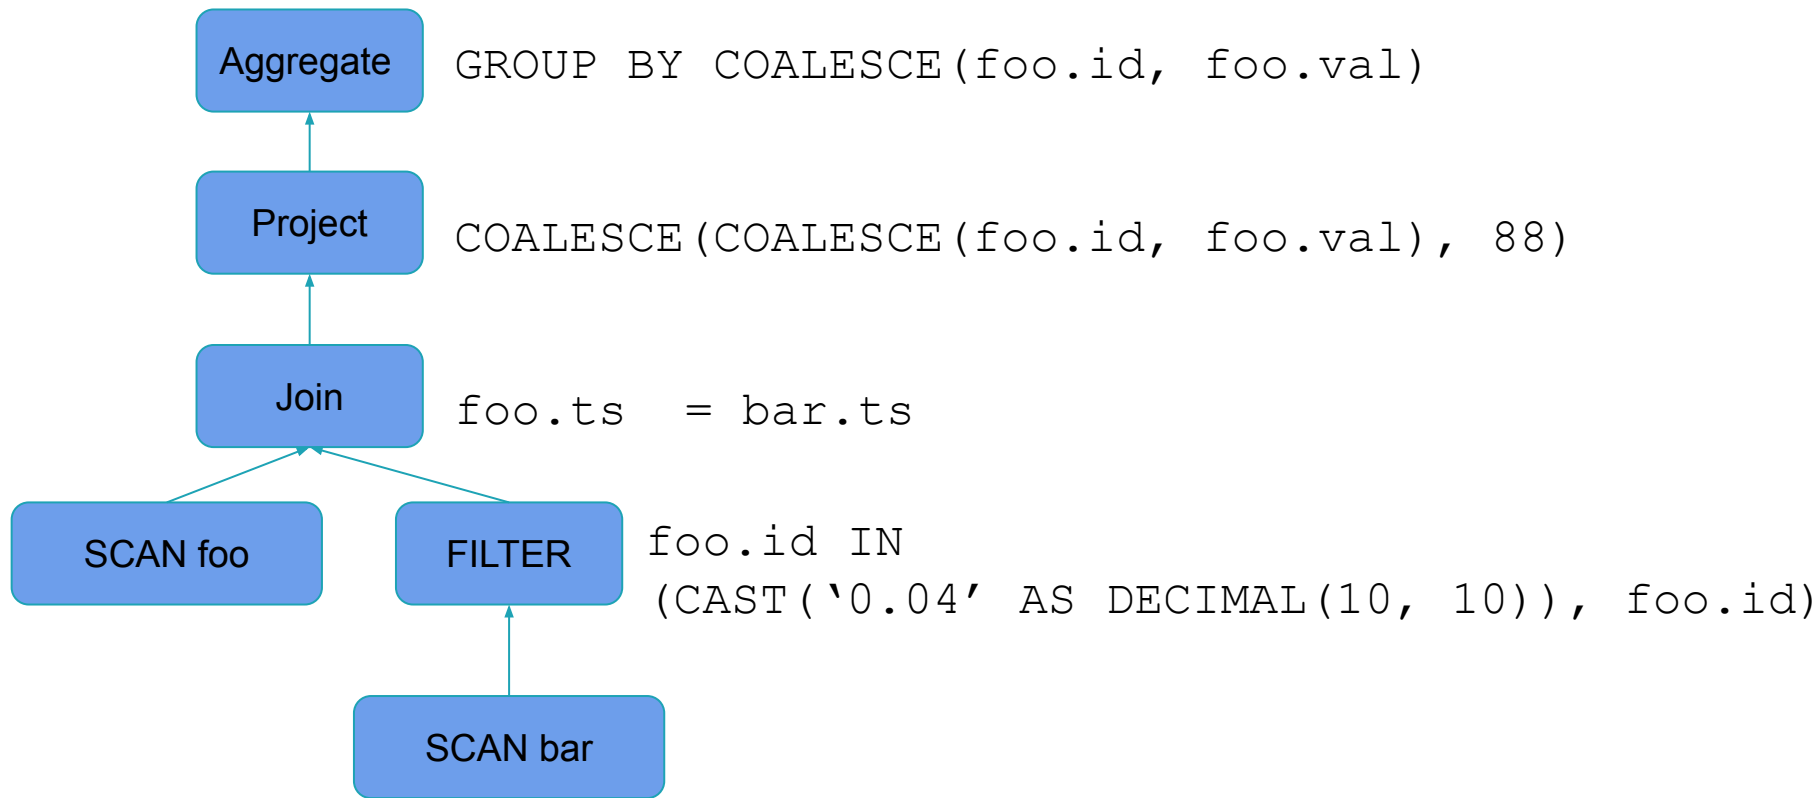 Aggregate
GROUP BY COALESCE(foo.id, foo.val)
Project
COALESCE(COALESCE(foo.id, foo.val), 88)
Join
foo.ts  = bar.ts
SCAN foo
FILTER
foo.id IN
(CAST(‘0.04’ AS DECIMAL(10, 10)), foo.id)
SCAN bar